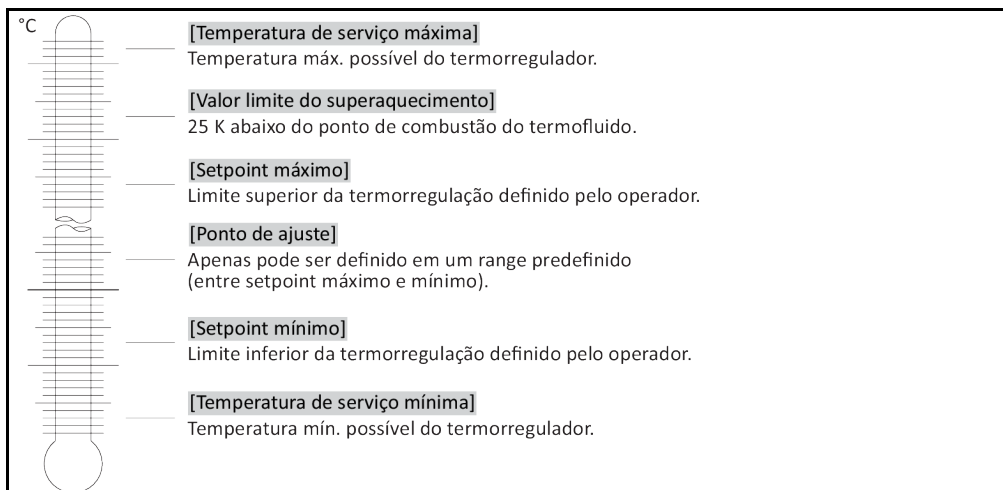 °C
[Temperatura de serviço máxima]
Temperatura máx. possível do termorregulador.
[Valor limite do superaquecimento]
25 K abaixo do ponto de combustão do termofluido.
[Setpoint máximo]
Limite superior da termorregulação definido pelo operador.
[Ponto de ajuste]
Apenas pode ser definido em um range predefinido
(entre setpoint máximo e mínimo).
[Setpoint mínimo]
Limite inferior da termorregulação definido pelo operador.
[Temperatura de serviço mínima]
Temperatura mín. possível do termorregulador.